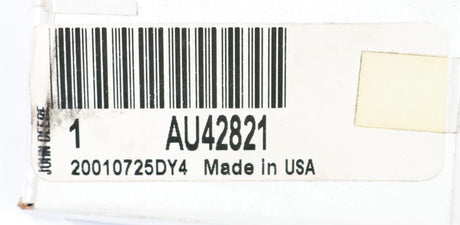 JOHN DEERE
1 AU42821
20010725DY4 Made in USA